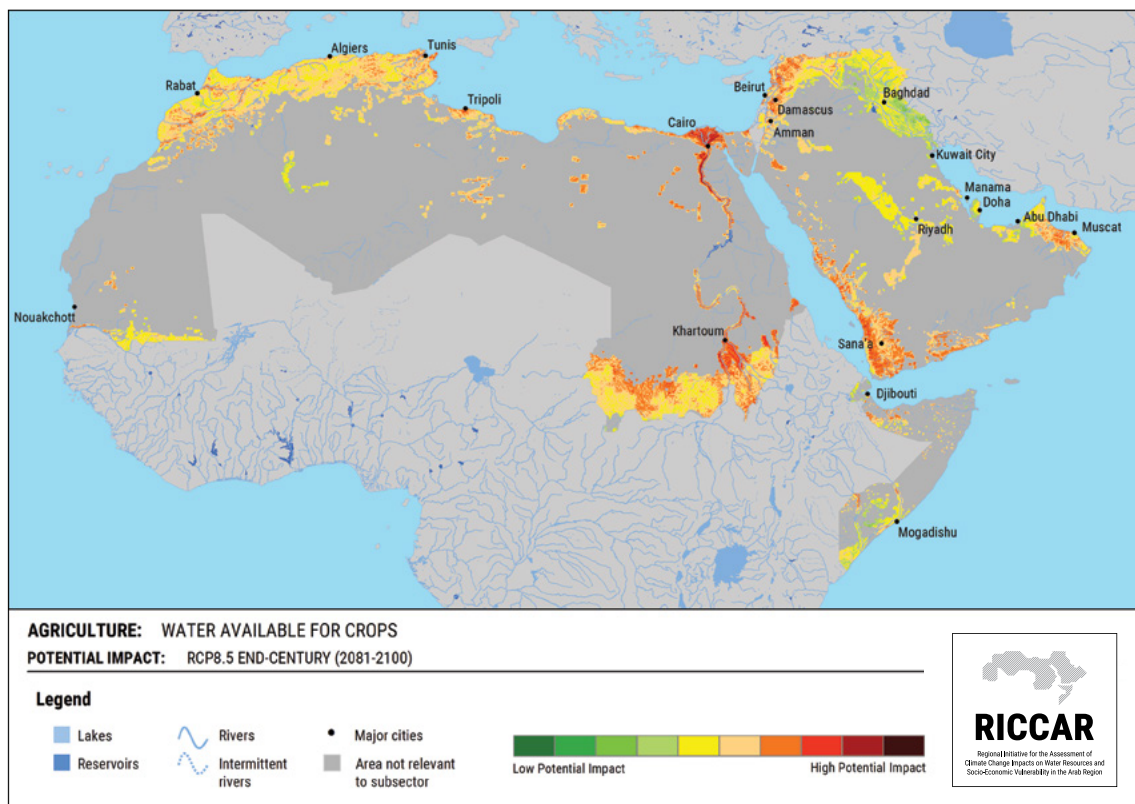 Algiers
Tunis
Rabat
Tripoli
Beirut
Baghdad
Damascus
Cairo
Amman
Kuwait City
Manama
Doha
Abu Dhabi
Muscat
Riyadh
Nouakchott
Khartoum
Sana'a
Djibouti
Mogadishu
AGRICULTURE: WATER AVAILABLE FOR CROPS
POTENTIAL IMPACT: RCP8.5 END-CENTURY (2081-2100)
Legend
Lakes
Rivers
Major cities
Reservoirs
Intermittent
rivers
Area not relevant
to subsector
Low Potential Impact
High Potential Impact
RICCAR
Regional Initiative for the Assessment of
Climate Change Impacts on Water Resources and
Socio-Economic Vulnerability in the Arab Region